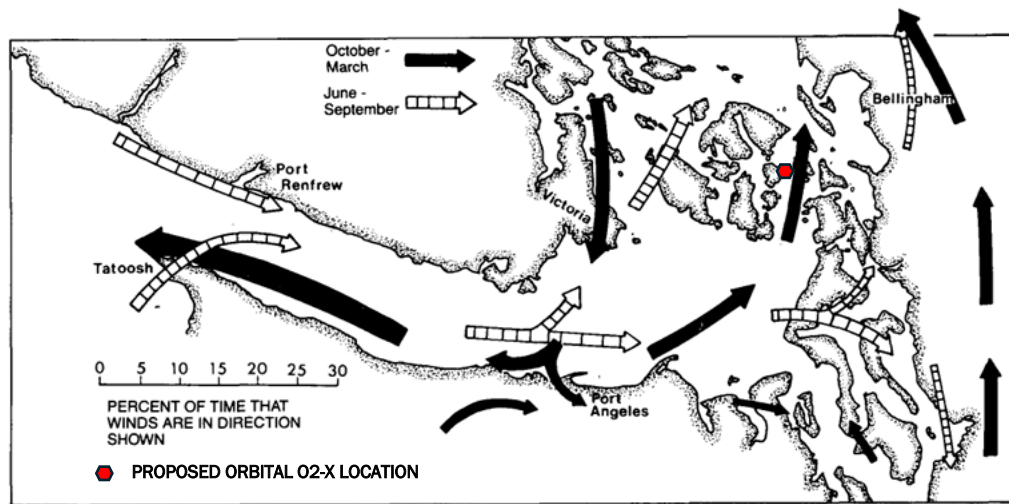 October -
March
June -
September
Bellingham
Port
Renfrew
Victoria
Tatoosh
0 5 10 15 20 25 30
Port
Angeles
PERCENT OF TIME THAT
WINDS ARE IN DIRECTION
SHOWN
PROPOSED ORBITAL O2-X LOCATION